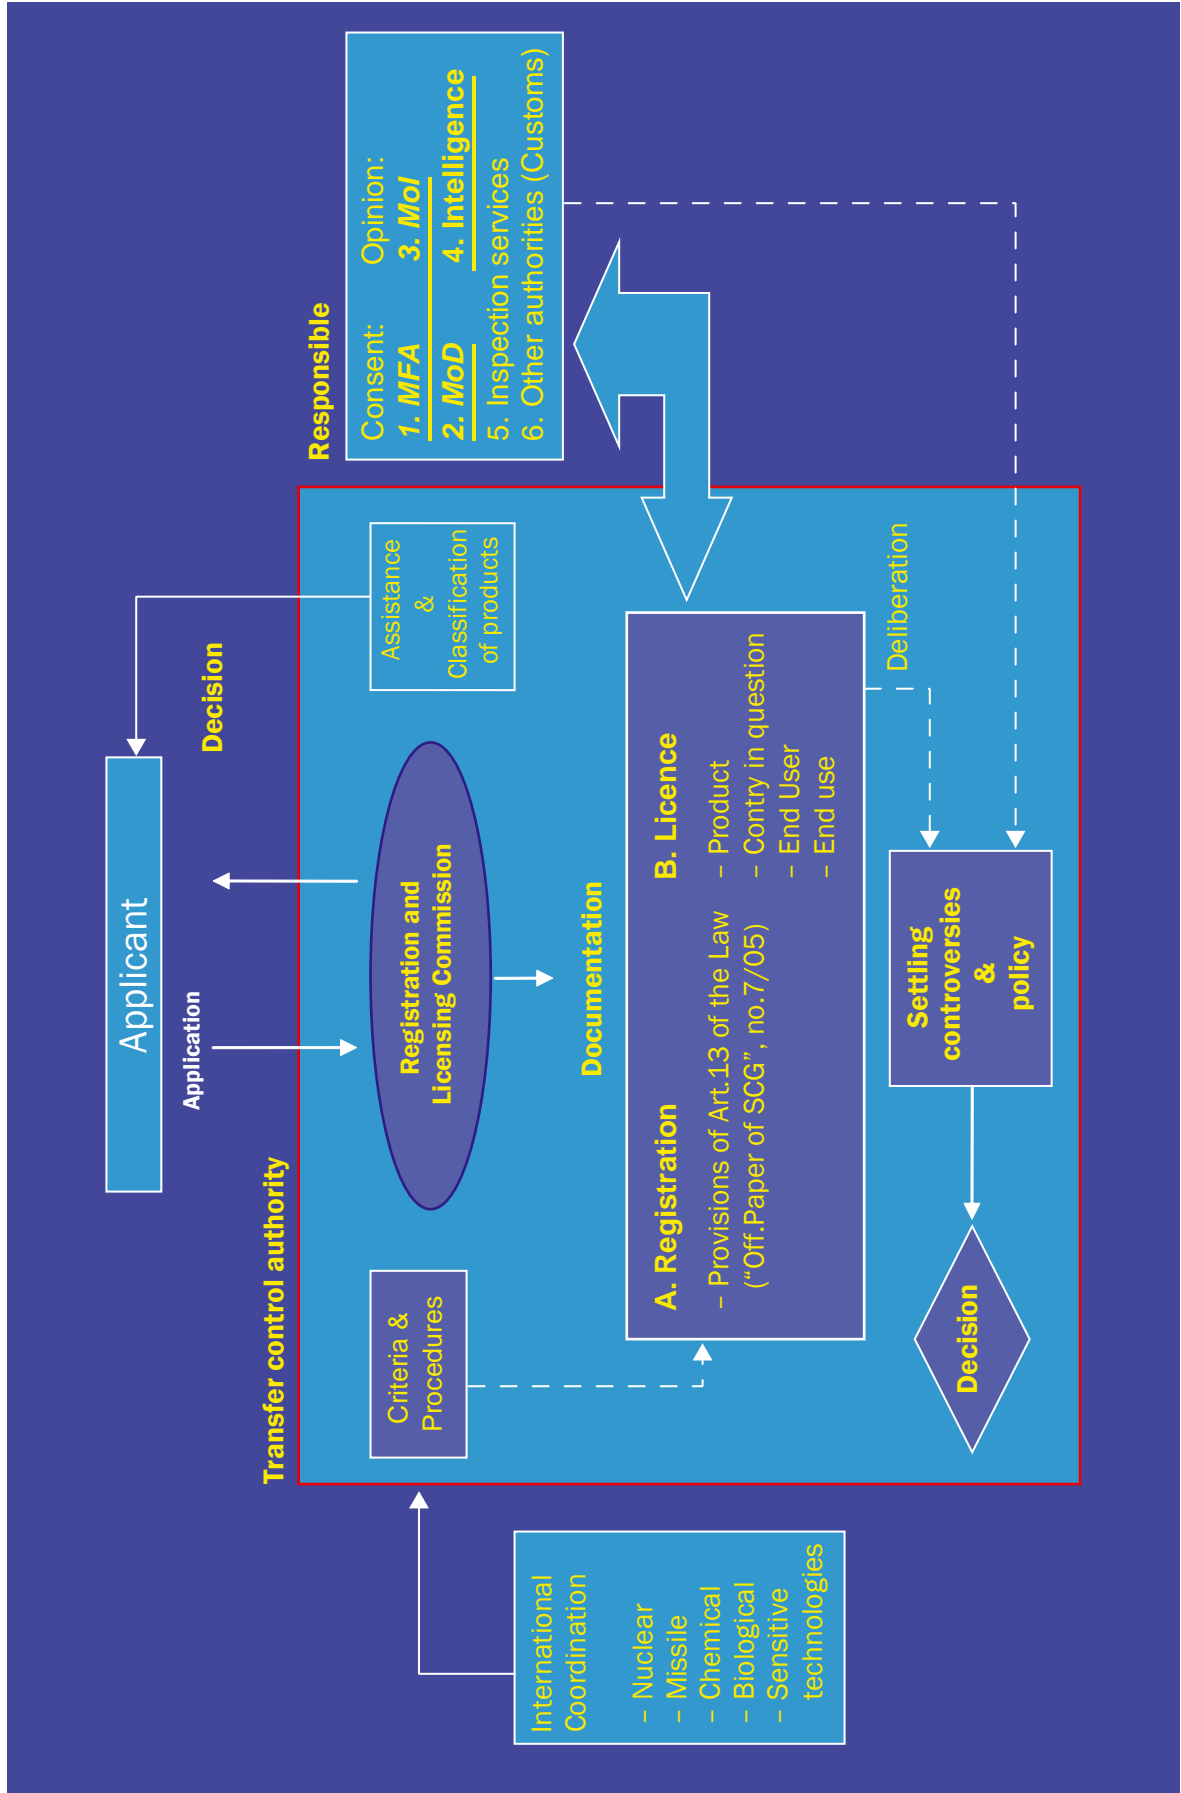 Applicant
Application
Decision
Transfer control authority
Responsible
International
Coordination
– Nuclear
– Missile
– Chemical
– Biological
– Sensitive
technologies
Criteria &
Procedures
Registration and
Licensing Commission
Assistance
&
Classification
of products
Consent: Opinion:
1. MFA 3. MoI
2. MoD 4. Intelligence
5. Inspection services
6. Other authorities (Customs)
Documentation
A. Registration
– Provisions of Art.13 of the Law
(“Off.Paper of SCG”, no.7/05)
B. Licence
– Product
– Contry in question
– End User
– End use
Deliberation
Settling
controversies
&
policy
Decision